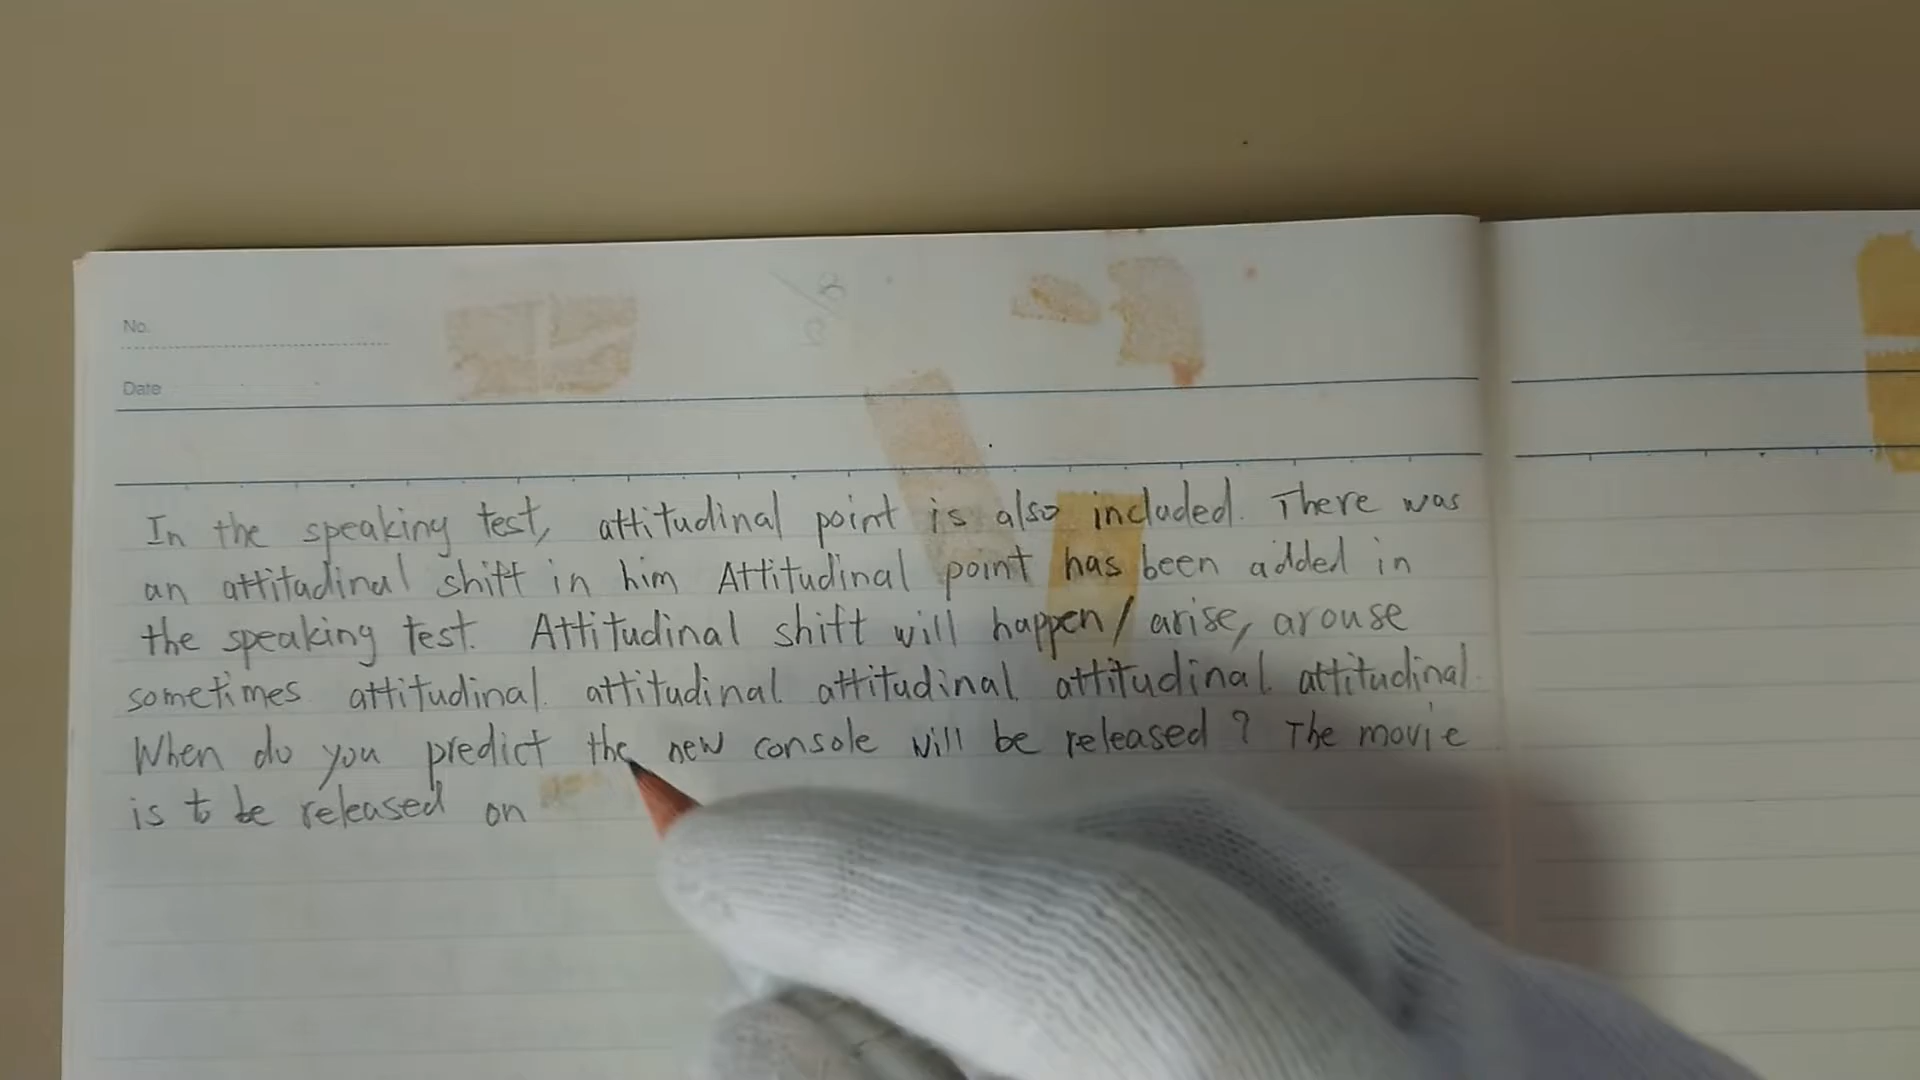 No.
Date
In the speaking test, attitudinal point is also included. There was
an attitudinal shift in him Attitudinal point has been added in
the speaking test. Attitudinal shift will happen/ arise, arouse
sometimes attitudinal. attitudinal attitudinal attitudinal. attitudinal
When do you predict the new console will be released? The movie
is to be released on